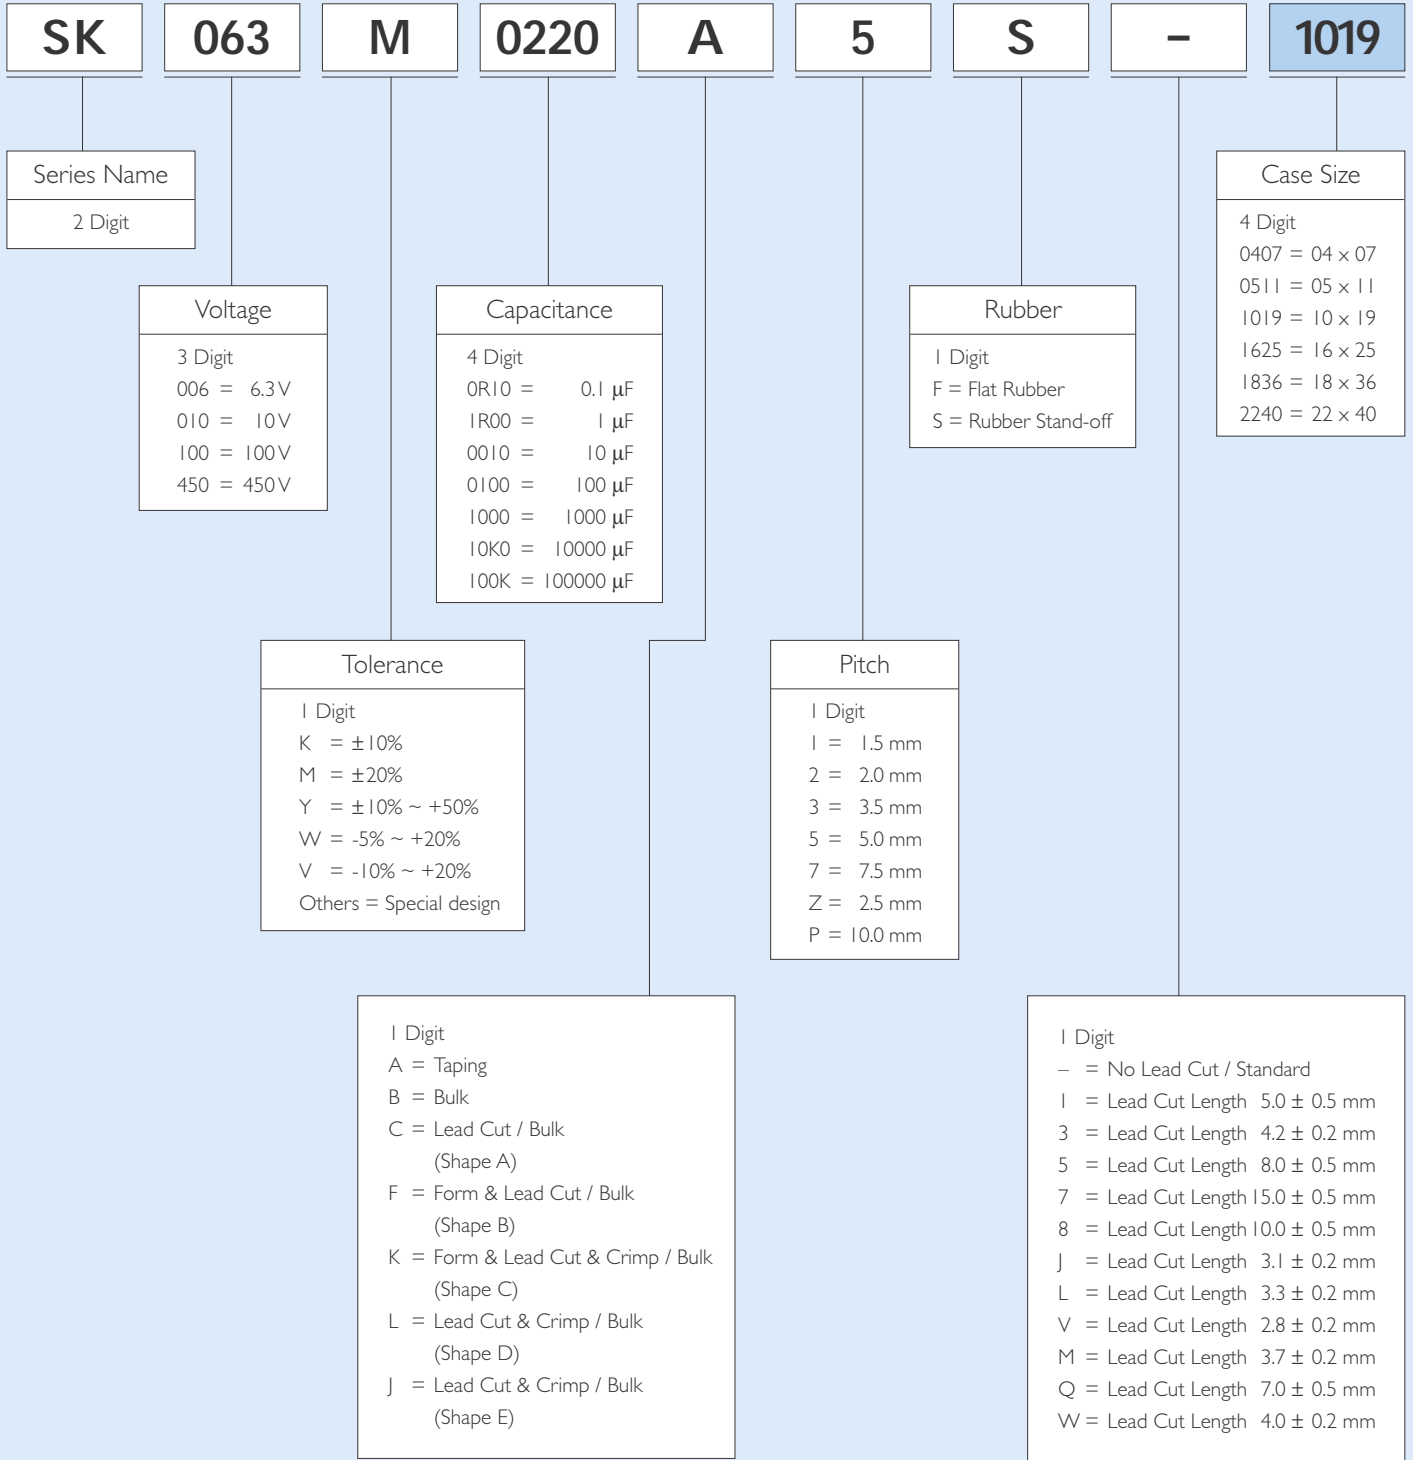 SK 063 M 0220 A 5 S – 1019
Series Name
2 Digit
Case Size
4 Digit
0407 = 04 x 07
0511 = 05 x 11
1019 = 10 x 19
1625 = 16 x 25
1836 = 18 x 36
2240 = 22 x 40
Voltage
3 Digit
006 = 6.3 V
010 = 10 V
100 = 100 V
450 = 450 V
Capacitance
4 Digit
0R10 = 0.1 µF
1R00 = 1 µF
0010 = 10 µF
0100 = 100 µF
1000 = 1000 µF
10K0 = 10000 µF
100K = 100000 µF
Rubber
1 Digit
F = Flat Rubber
S = Rubber Stand-off
Tolerance
1 Digit
K = ±10%
M = ±20%
Y = ±10% ~ +50%
W = -5% ~ +20%
V = -10% ~ +20%
Others = Special design
Pitch
1 Digit
1 = 1.5 mm
2 = 2.0 mm
3 = 3.5 mm
5 = 5.0 mm
7 = 7.5 mm
Z = 2.5 mm
P = 10.0 mm
1 Digit
A = Taping
B = Bulk
C = Lead Cut / Bulk
(Shape A)
F = Form & Lead Cut / Bulk
(Shape B)
K = Form & Lead Cut & Crimp / Bulk
(Shape C)
L = Lead Cut & Crimp / Bulk
(Shape D)
J = Lead Cut & Crimp / Bulk
(Shape E)
1 Digit
– = No Lead Cut / Standard
1 = Lead Cut Length 5.0 ± 0.5 mm
3 = Lead Cut Length 4.2 ± 0.2 mm
5 = Lead Cut Length 8.0 ± 0.5 mm
7 = Lead Cut Length 15.0 ± 0.5 mm
8 = Lead Cut Length 10.0 ± 0.5 mm
J = Lead Cut Length 3.1 ± 0.2 mm
L = Lead Cut Length 3.3 ± 0.2 mm
V = Lead Cut Length 2.8 ± 0.2 mm
M = Lead Cut Length 3.7 ± 0.2 mm
Q = Lead Cut Length 7.0 ± 0.5 mm
W = Lead Cut Length 4.0 ± 0.2 mm